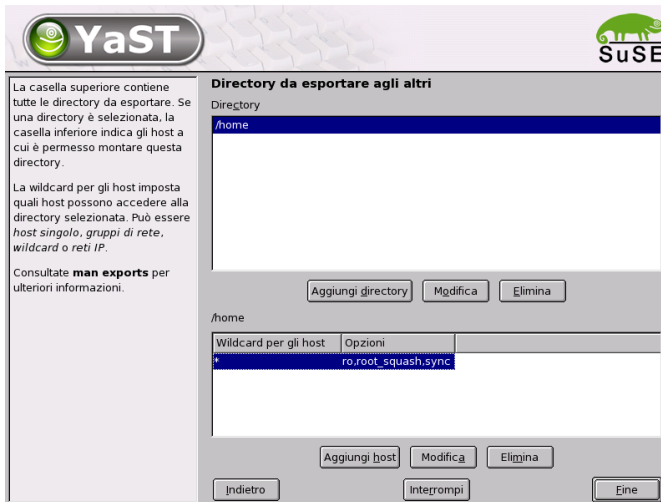 YaST
SuSE
La casella superiore contiene
tutte le directory da esportare. Se
una directory è selezionata, la
casella inferiore indica gli host a
cui è permesso montare questa
directory.
La wildcard per gli host imposta
quali host possono accedere alla
directory selezionata. Può essere
host singolo, gruppi di rete,
wildcard o reti IP.
Consultate man exports per
ulteriori informazioni.
Directory da esportare agli altri
Directory
/home
Aggiungi directory Modifica Elimina
/home
Wildcard per gli host Opzioni
* ro,root_squash,sync
Aggiungi host Modifica Elimina
Indietro Interrompi Fine